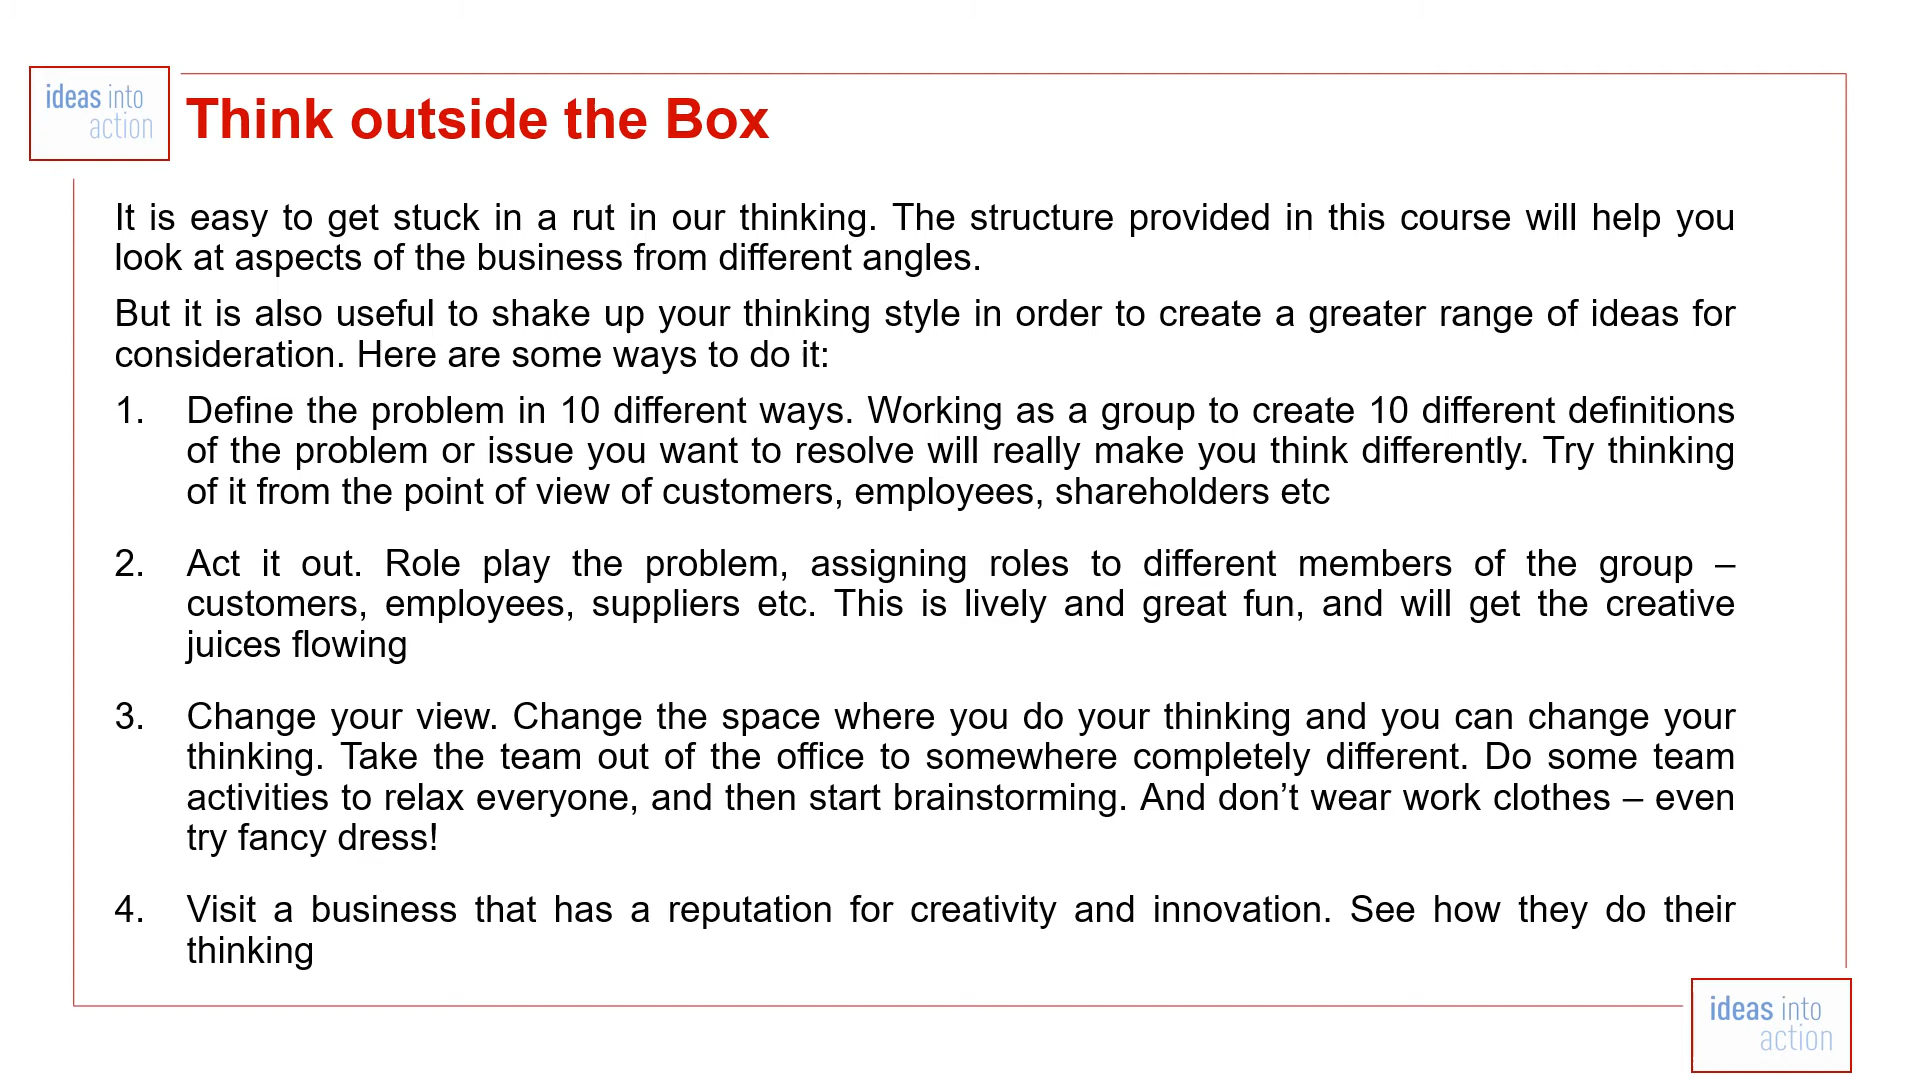 ideas into
action
Think outside the Box
It is easy to get stuck in a rut in our thinking. The structure provided in this course will help you
look at aspects of the business from different angles.
But it is also useful to shake up your thinking style in order to create a greater range of ideas for
consideration. Here are some ways to do it:
1. Define the problem in 10 different ways. Working as a group to create 10 different definitions
of the problem or issue you want to resolve will really make you think differently. Try thinking
of it from the point of view of customers, employees, shareholders etc
2. Act it out. Role play the problem, assigning roles to different members of the group –
customers, employees, suppliers etc. This is lively and great fun, and will get the creative
juices flowing
3. Change your view. Change the space where you do your thinking and you can change your
thinking. Take the team out of the office to somewhere completely different. Do some team
activities to relax everyone, and then start brainstorming. And don’t wear work clothes – even
try fancy dress!
4. Visit a business that has a reputation for creativity and innovation. See how they do their
thinking
ideas into
action